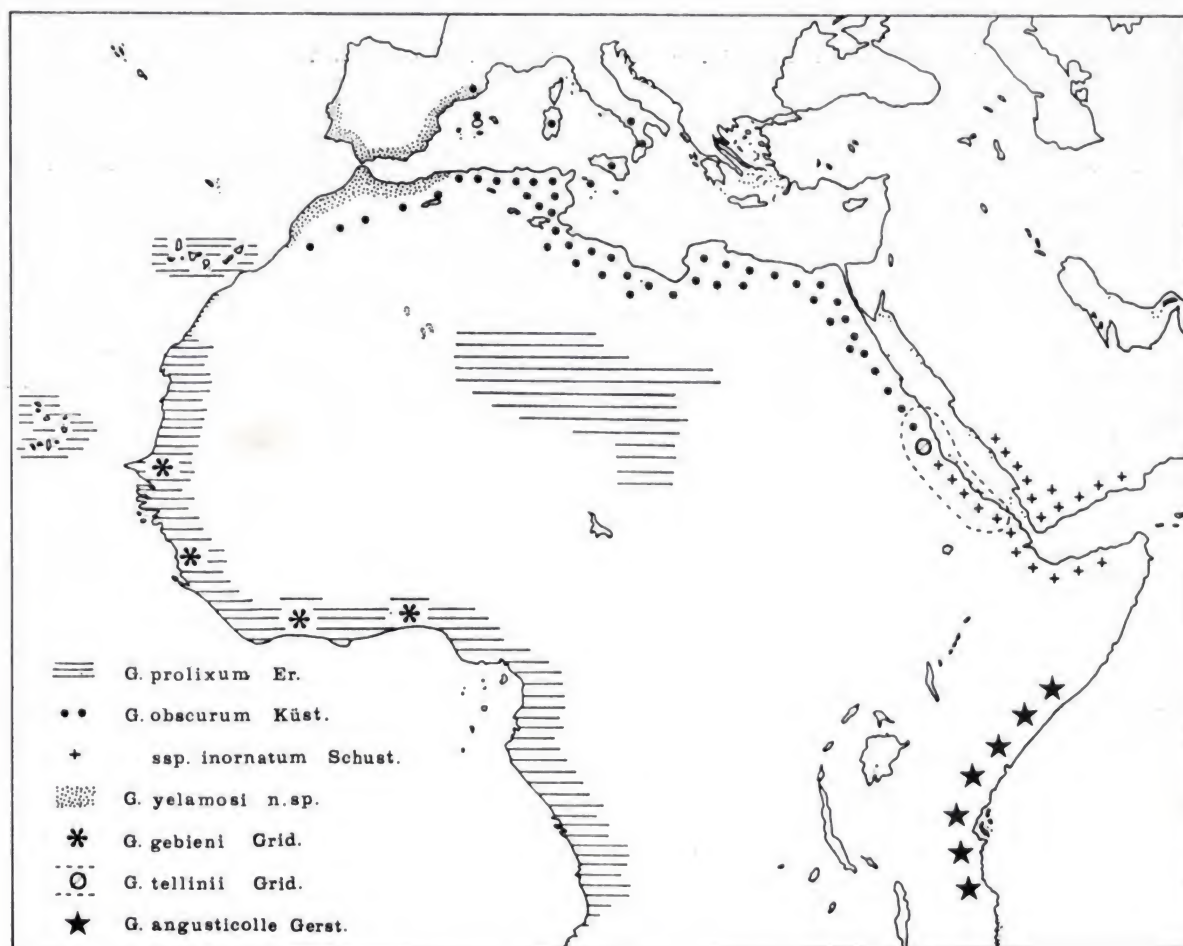 G. prolixum Er.
G. obscurum Küst.
ssp. inornatum Schust.
G. yelamosi n.sp.
G. gebieni Grid.
G. tellinii Grid.
G. angusticolle Gerst.